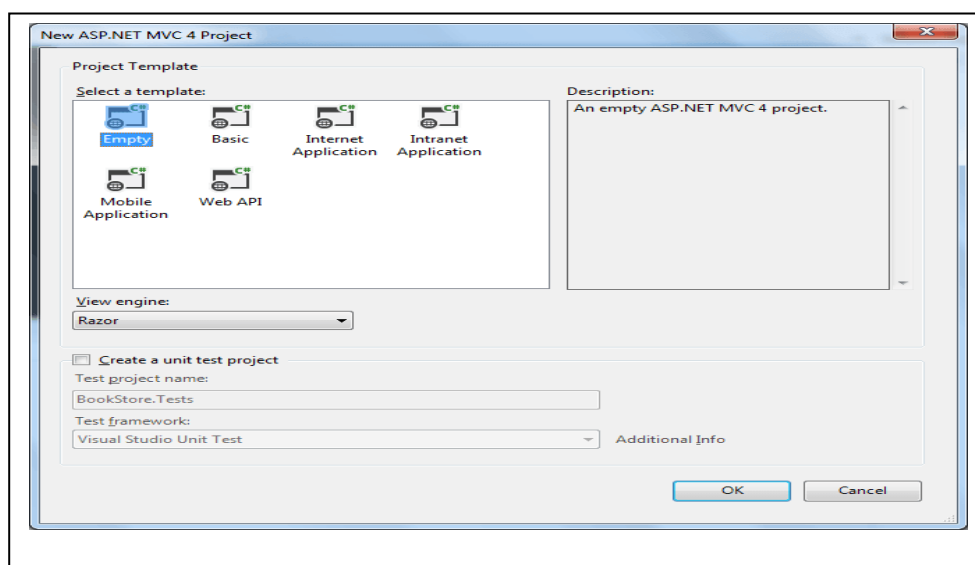 New ASP.NET MVC 4 Project
Project Template
Select a template:
C# C# C# C#
Empty Basic Internet Application Intranet Application
C# C#
Mobile Application Web API
Description:
An empty ASP.NET MVC 4 project.
View engine:
Razor
Create a unit test project
Test project name:
BookStore.Tests
Test framework:
Visual Studio Unit Test
Additional Info
OK Cancel